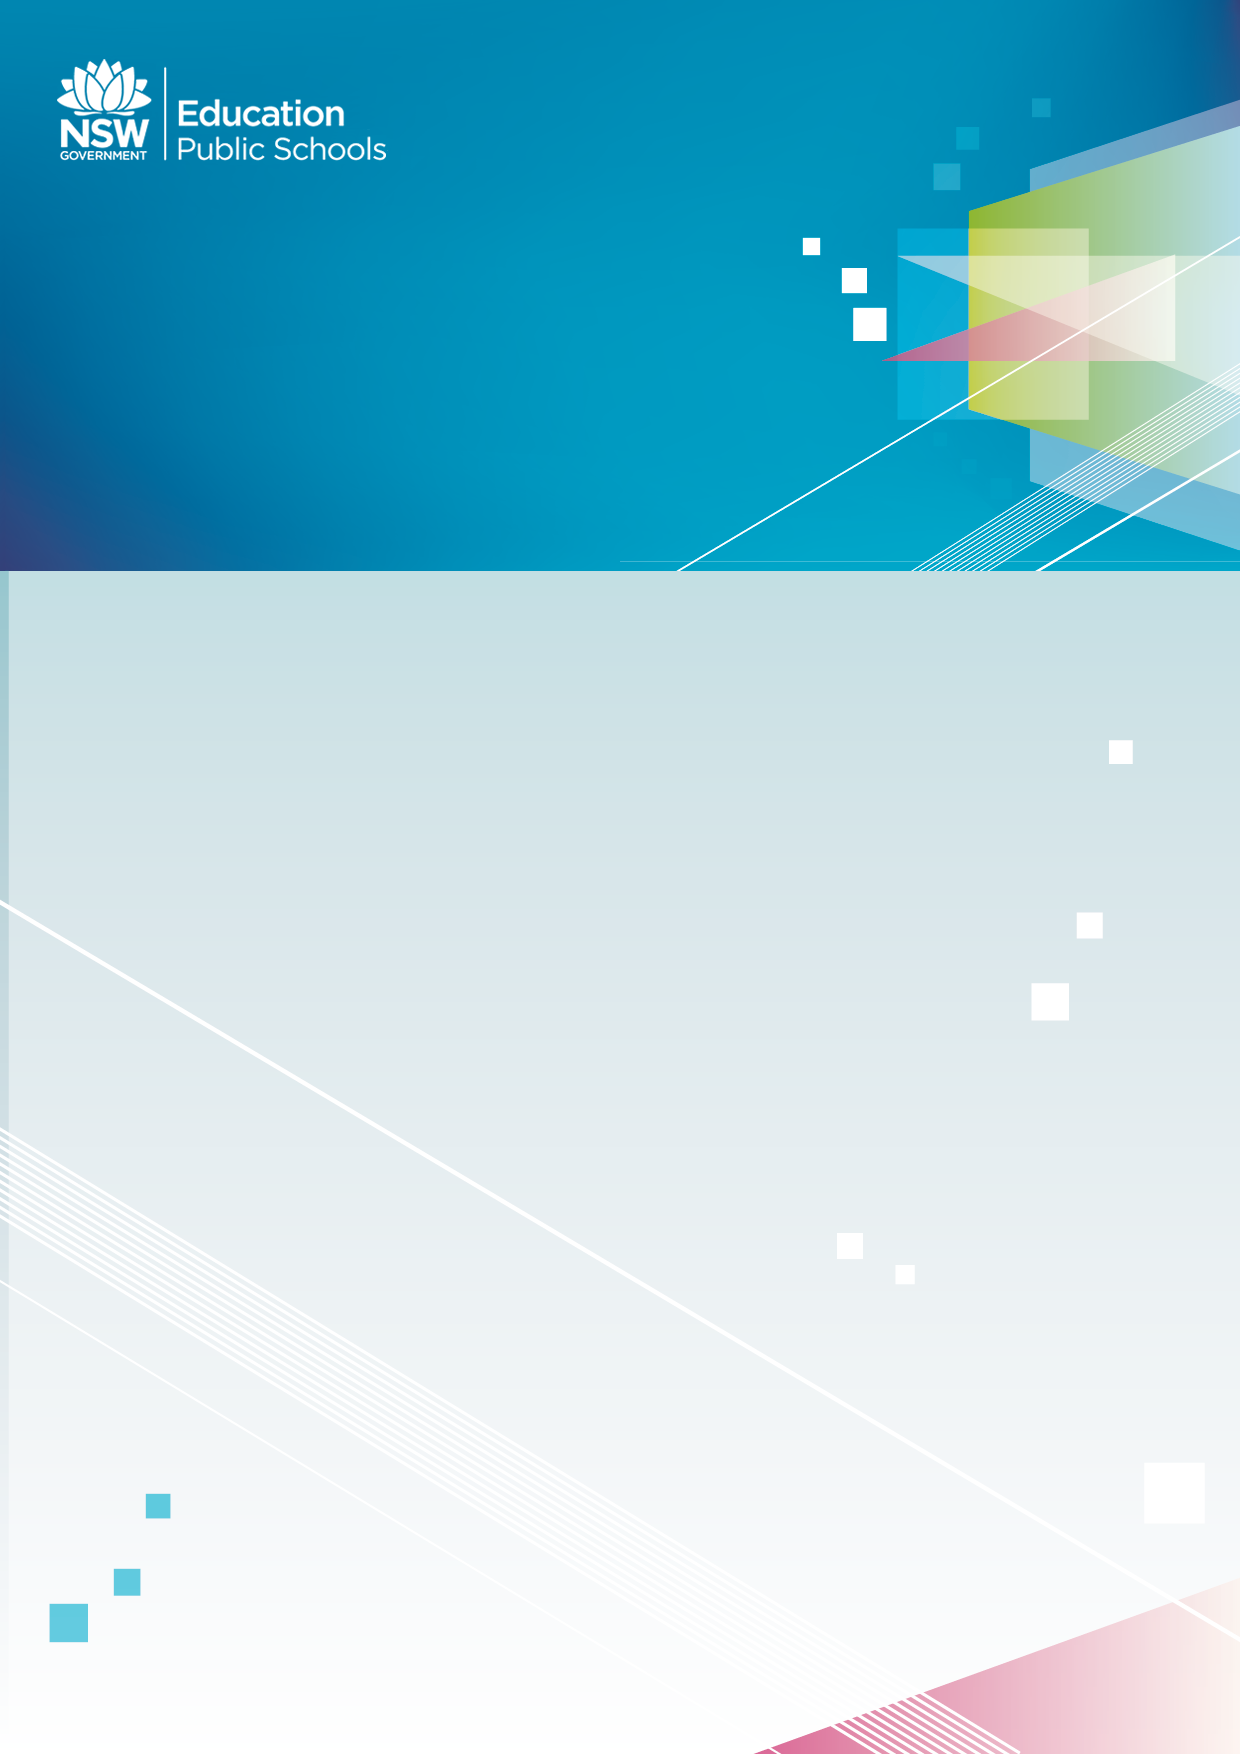 NSW
GOVERNMENT
Education
Public Schools